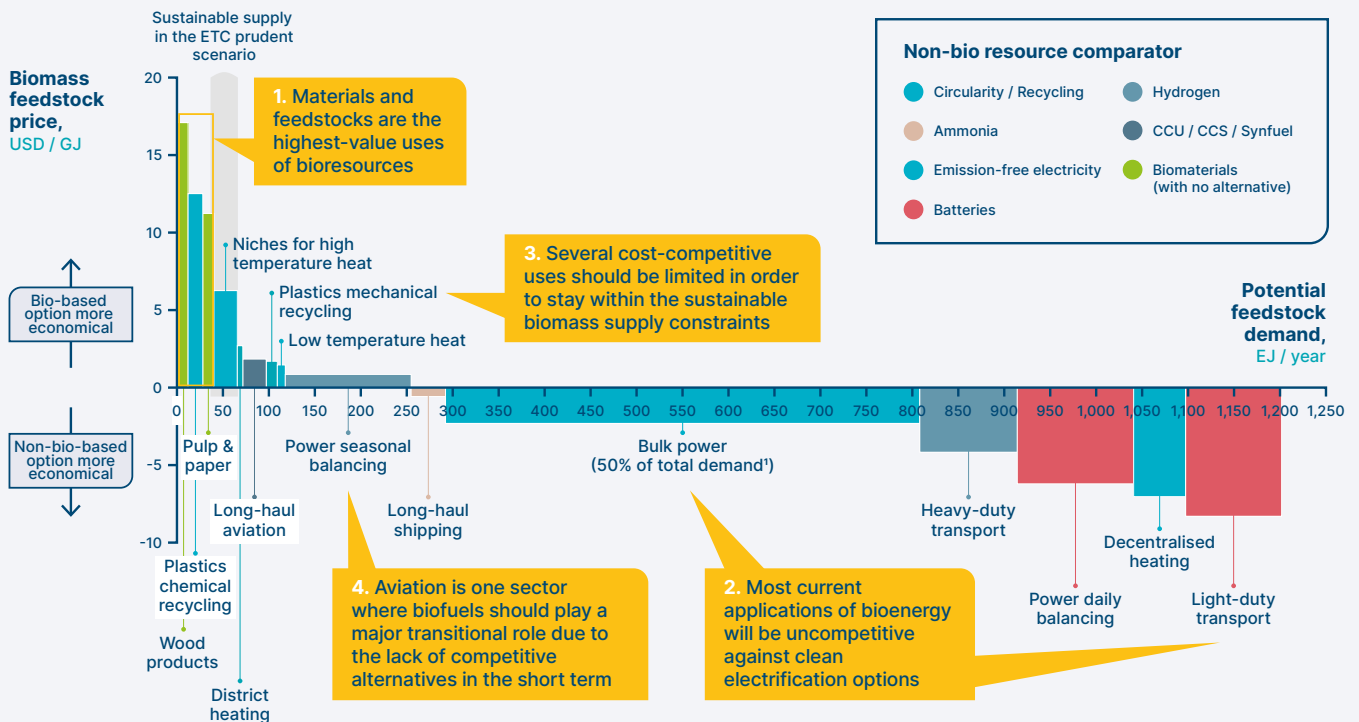 Sustainable supply
in the ETC prudent
scenario
Biomass
feedstock
price,
USD / GJ
20
15
10
5
0
-5
-10
Bio-based
option more
economical
Non-bio-based
option more
economical
1. Materials and
feedstocks are the
highest-value uses
of bioresources
Non-bio resource comparator
Circularity / Recycling
Ammonia
Emission-free electricity
Batteries
Hydrogen
CCU / CCS / Synfuel
Biomaterials
(with no alternative)
Niches for high
temperature heat
Plastics mechanical
recycling
Low temperature heat
3. Several cost-competitive
uses should be limited in order
to stay within the sustainable
biomass supply constraints
Potential
feedstock
demand,
EJ / year
0 50 100 150 200 250 300 350 400 450 500 550 600 650 700 750 800 850 900 950 1,000 1,050 1,100 1,150 1,200 1,250
Pulp &
paper
Power seasonal
balancing
Bulk power
(50% of total demand¹)
Long-haul
aviation
Long-haul
shipping
Heavy-duty
transport
Decentralised
heating
Plastics
chemical
recycling
Power daily
balancing
Light-duty
transport
Wood
products
District
heating
4. Aviation is one sector
where biofuels should play a
major transitional role due to
the lack of competitive
alternatives in the short term
2. Most current
applications of bioenergy
will be uncompetitive
against clean
electrification options